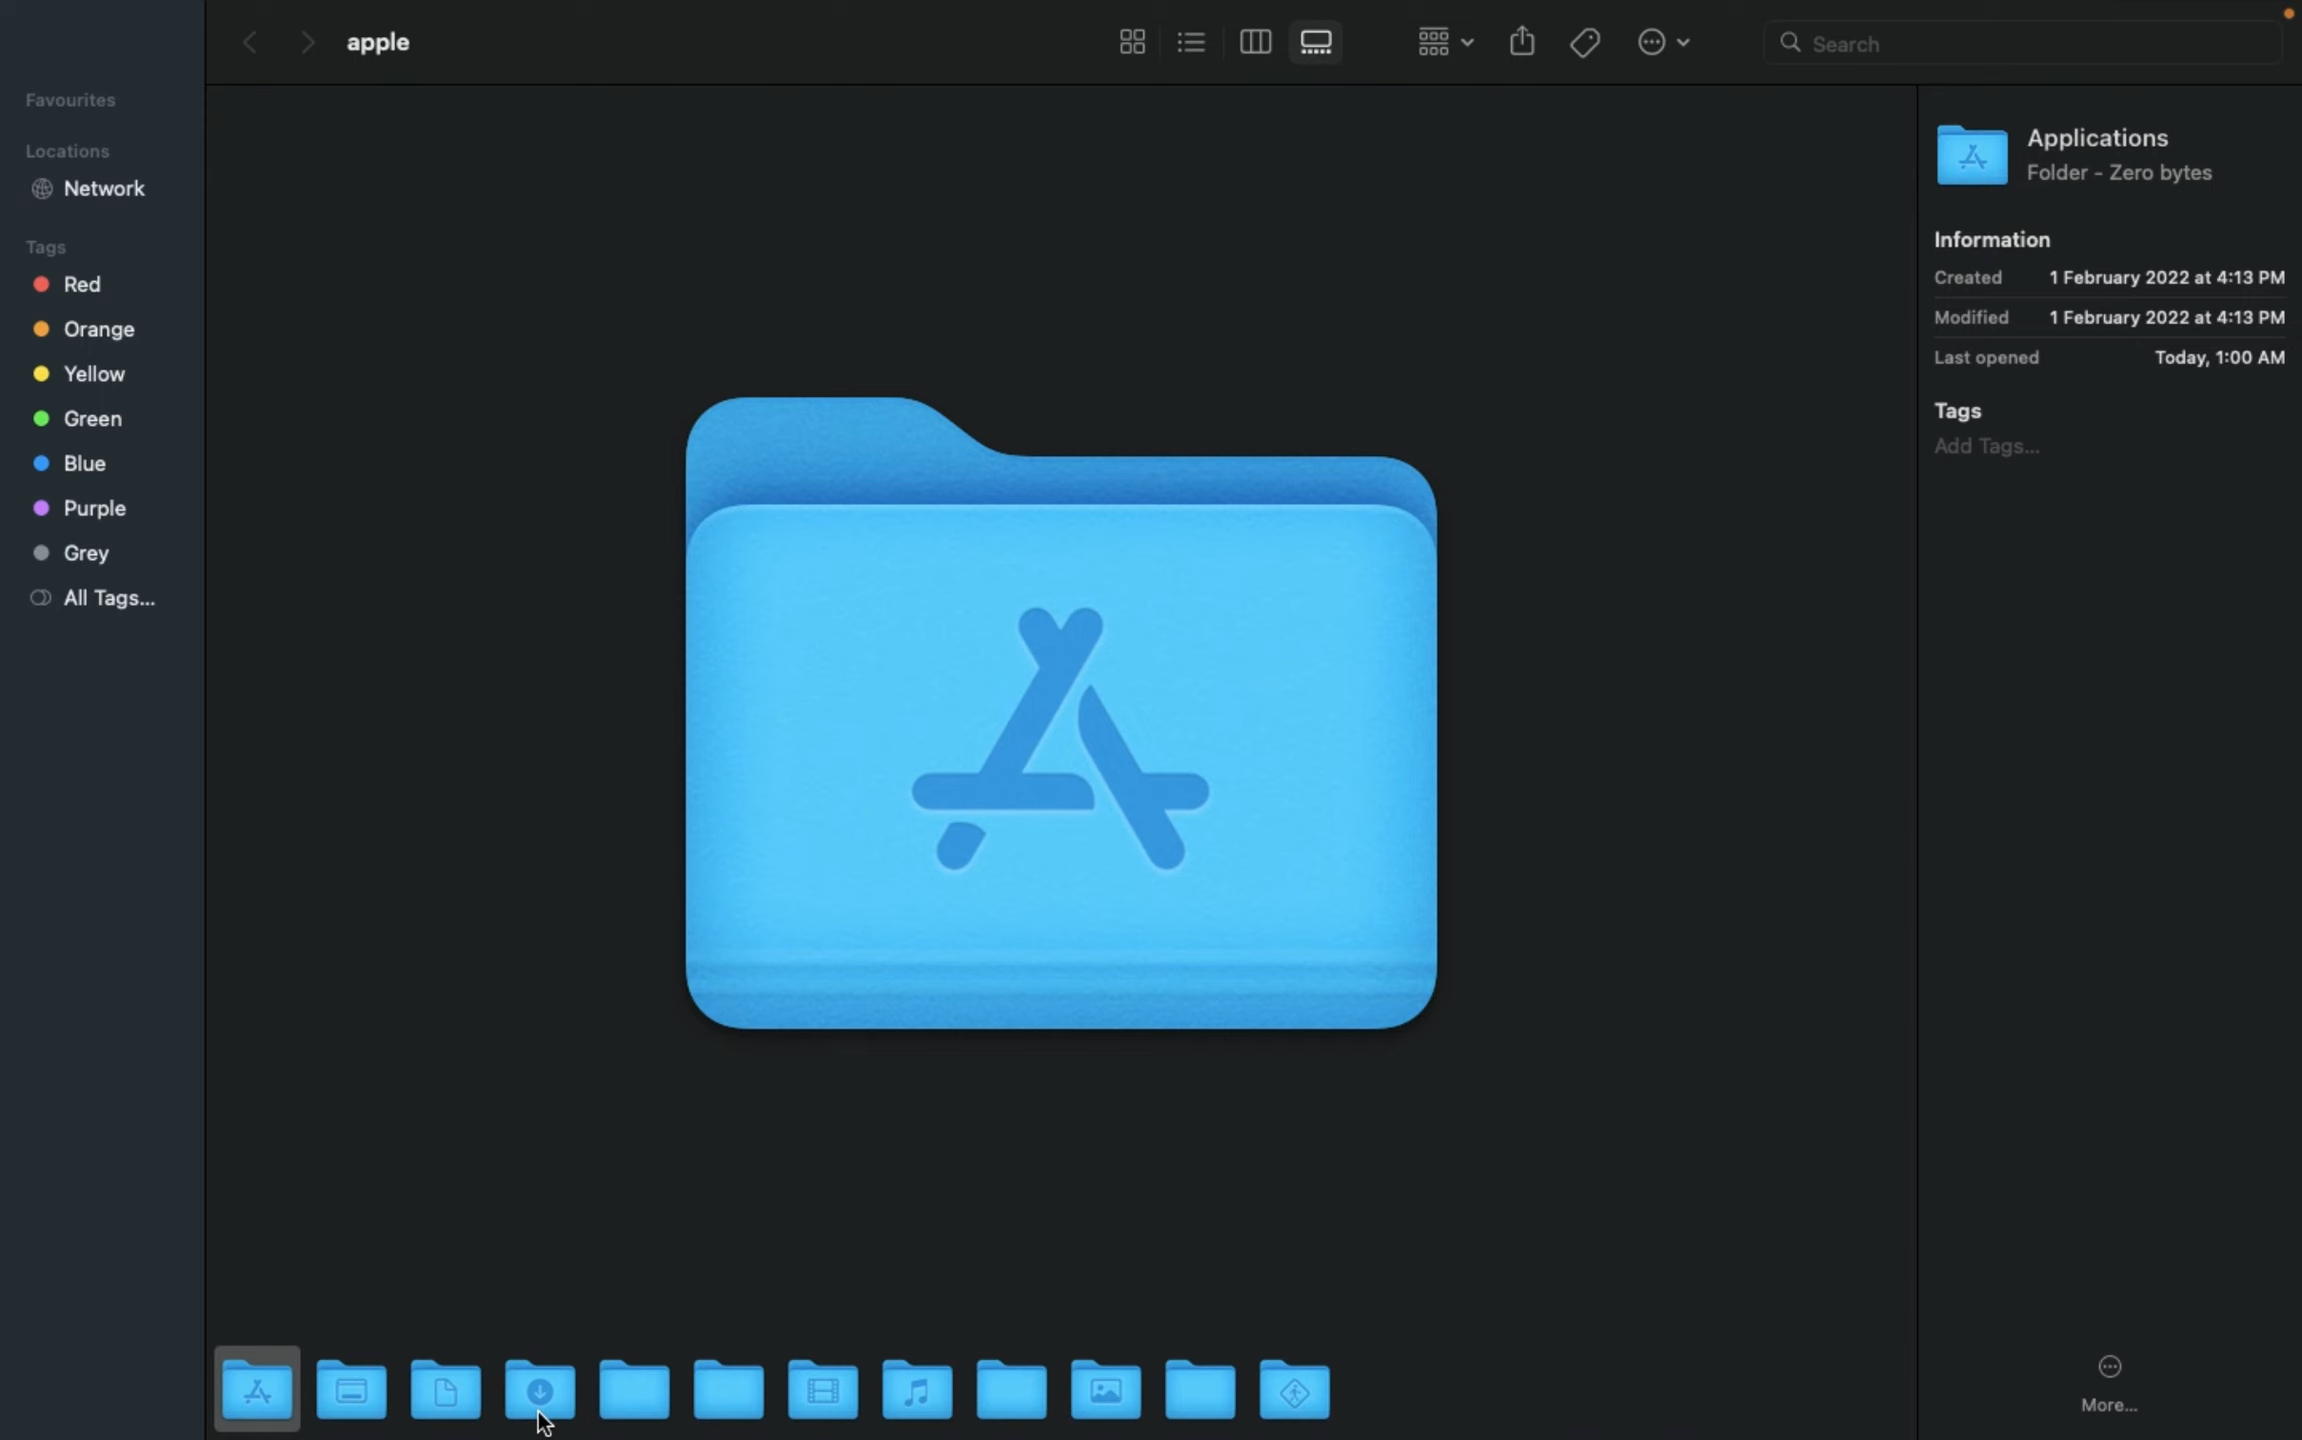 apple
Search
Favourites
Locations
Network
Tags
Red
Orange
Yellow
Green
Blue
Purple
Grey
All Tags...
Applications
Folder - Zero bytes
Information
Created 1 February 2022 at 4:13 PM
Modified 1 February 2022 at 4:13 PM
Last opened Today, 1:00 AM
Tags
Add Tags...
More...